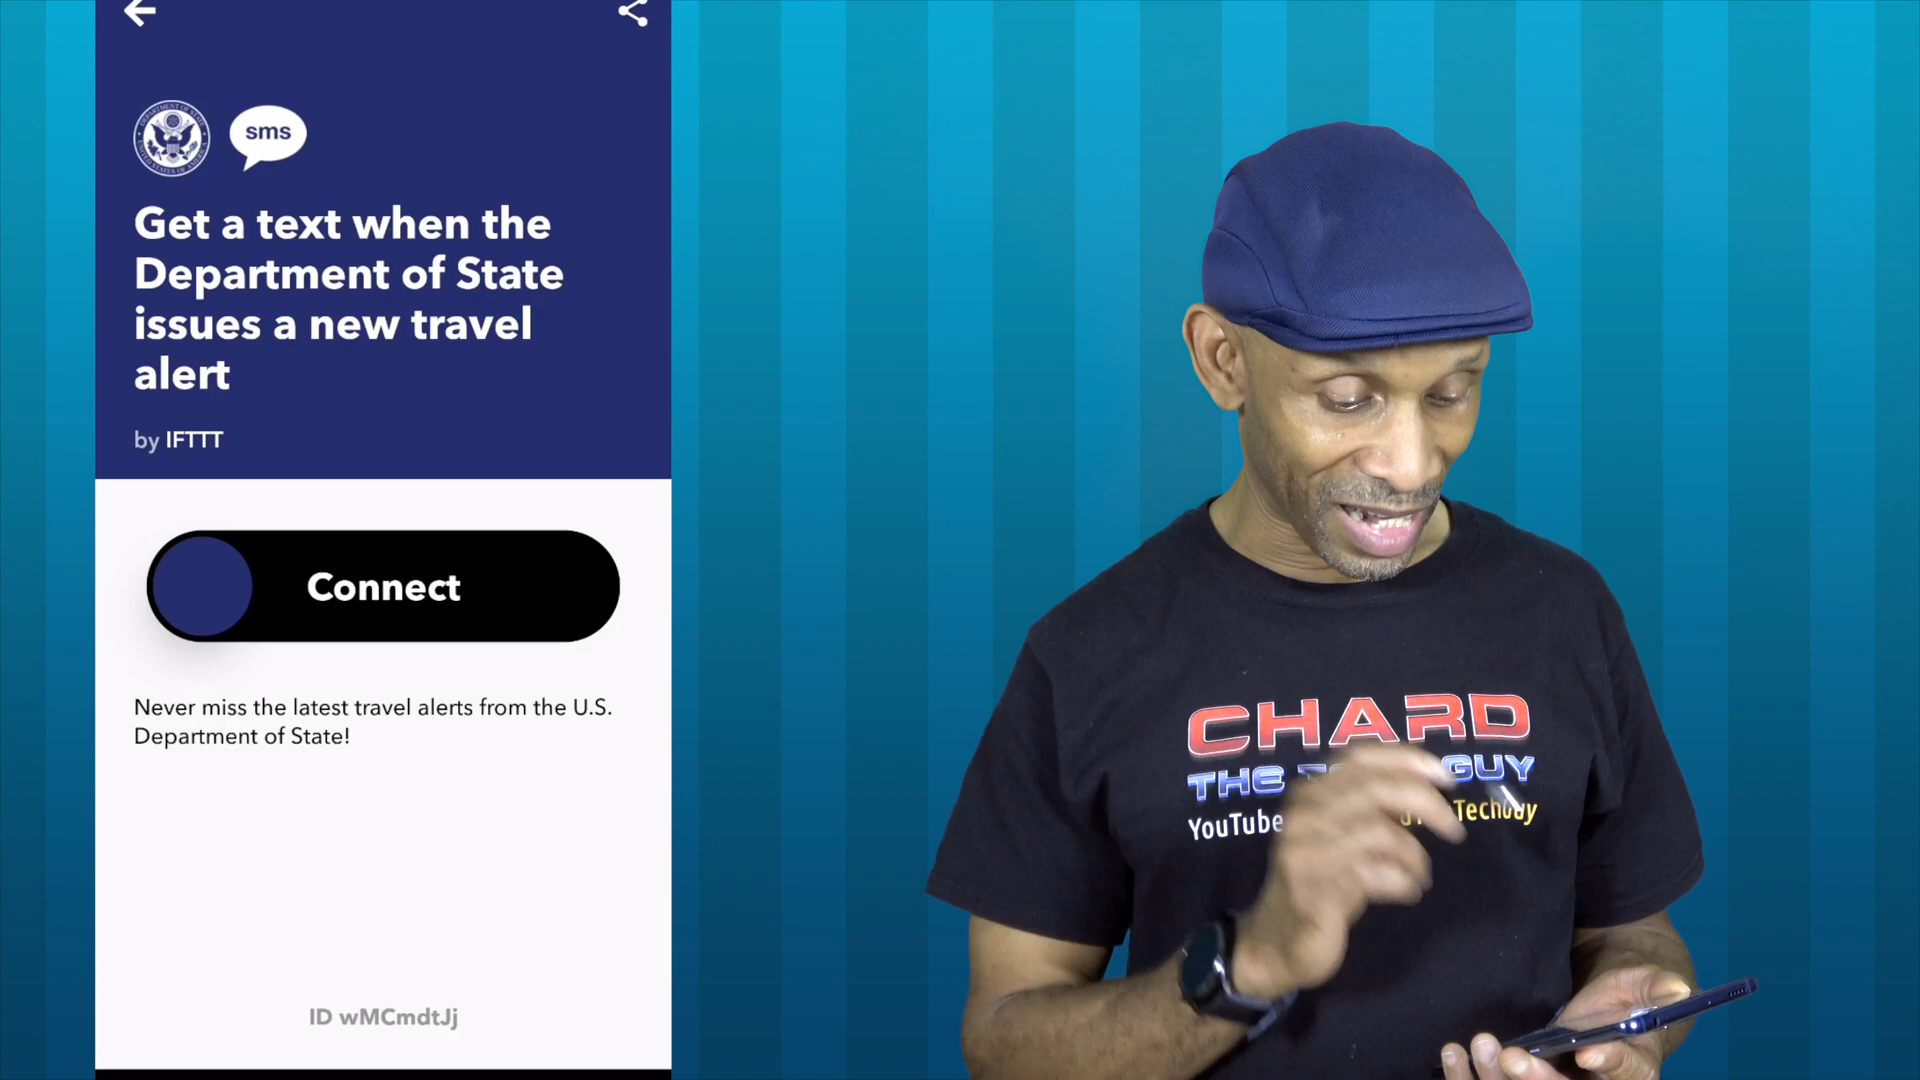 sms
Get a text when the
Department of State
issues a new travel
alert
by IFTTT
Connect
Never miss the latest travel alerts from the U.S.
Department of State!
ID wMCmdtJj
CHARD
THE GUY
YouTube
TechGuy